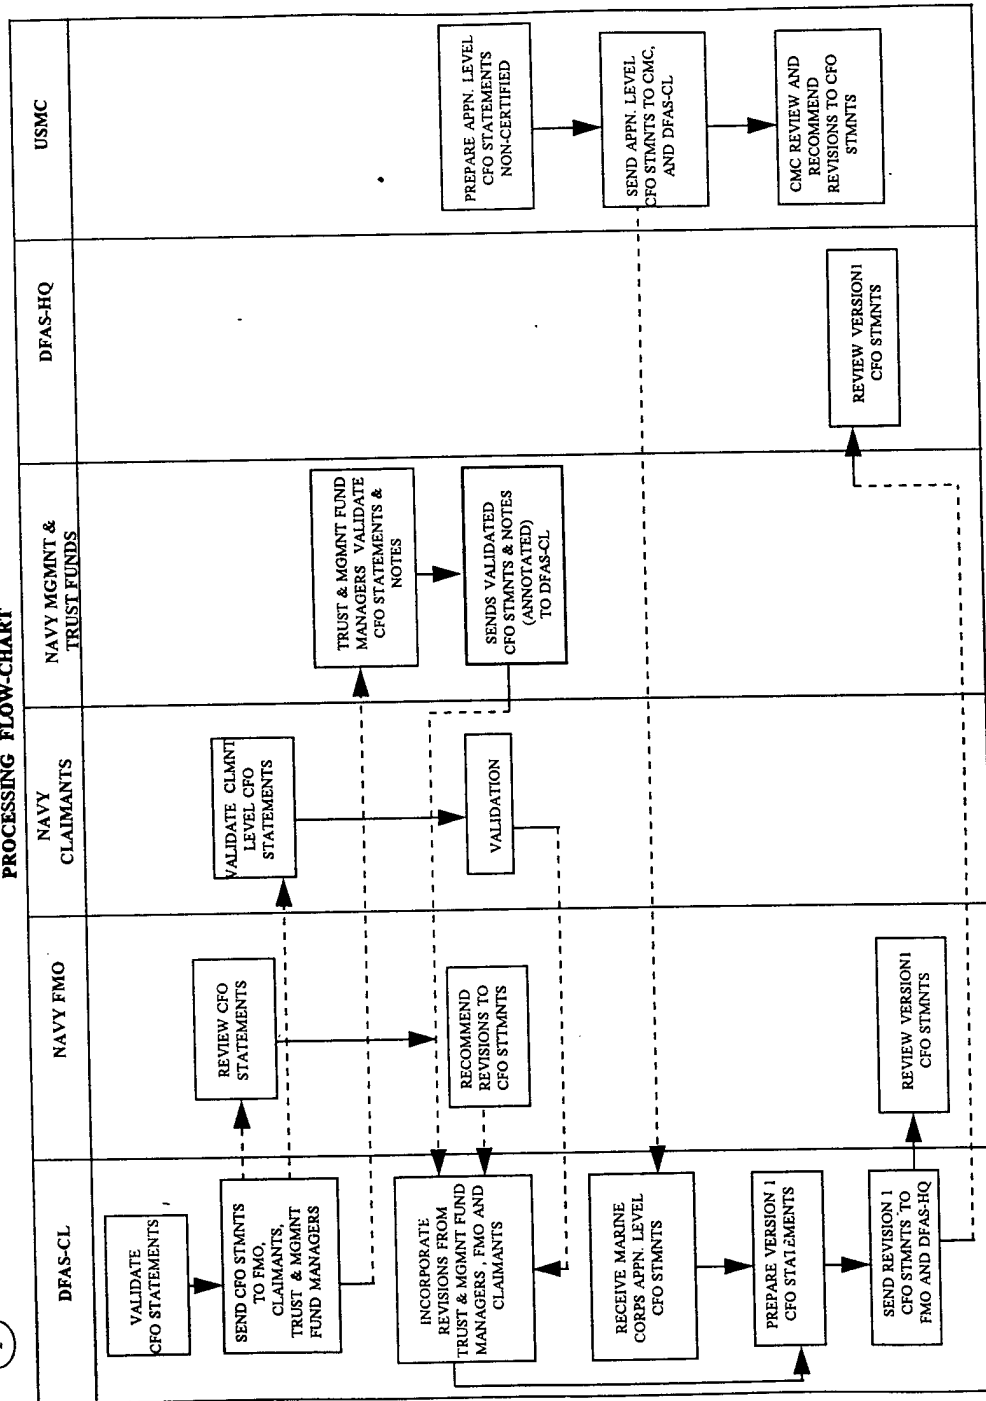 PROCESSING FLOW-CHART
DFAS-CL
NAVY FMO
NAVY
CLAIMANTS
NAVY MGMNT &
TRUST FUNDS
DFAS-HQ
USMC
VALIDATE
CFO STATEMENTS
SEND CFO STMNTS
TO FMO,
CLAIMANTS,
TRUST & MGMNT
FUND MANAGERS
REVIEW CFO
STATEMENTS
VALIDATE CLMNT
LEVEL CFO
STATEMENTS
TRUST & MGMNT FUND
MANAGERS VALIDATE
CFO STATEMENTS &
NOTES
PREPARE APPN. LEVEL
CFO STATEMENTS
NON-CERTIFIED
INCORPORATE
REVISIONS FROM
TRUST & MGMNT FUND
MANAGERS , FMO AND
CLAIMANTS
RECOMMEND
REVISIONS TO
CFO STTMNTS
VALIDATION
SENDS VALIDATED
CFO STMNTS & NOTES
(ANNOTATED)
TO DFAS-CL
SEND APPN. LEVEL
CFO STMNTS TO CMC,
AND DFAS-CL
RECEIVE MARINE
CORPS APPN. LEVEL
CFO STMNTS
CMC REVIEW AND
RECOMMEND
REVISIONS TO CFO
STMNTS
PREPARE VERSION 1
CFO STATEMENTS
SEND REVISION 1
CFO STMNTS TO
FMO AND DFAS-HQ
REVIEW VERSION1
CFO STMNTS
REVIEW VERSION1
CFO STMNTS